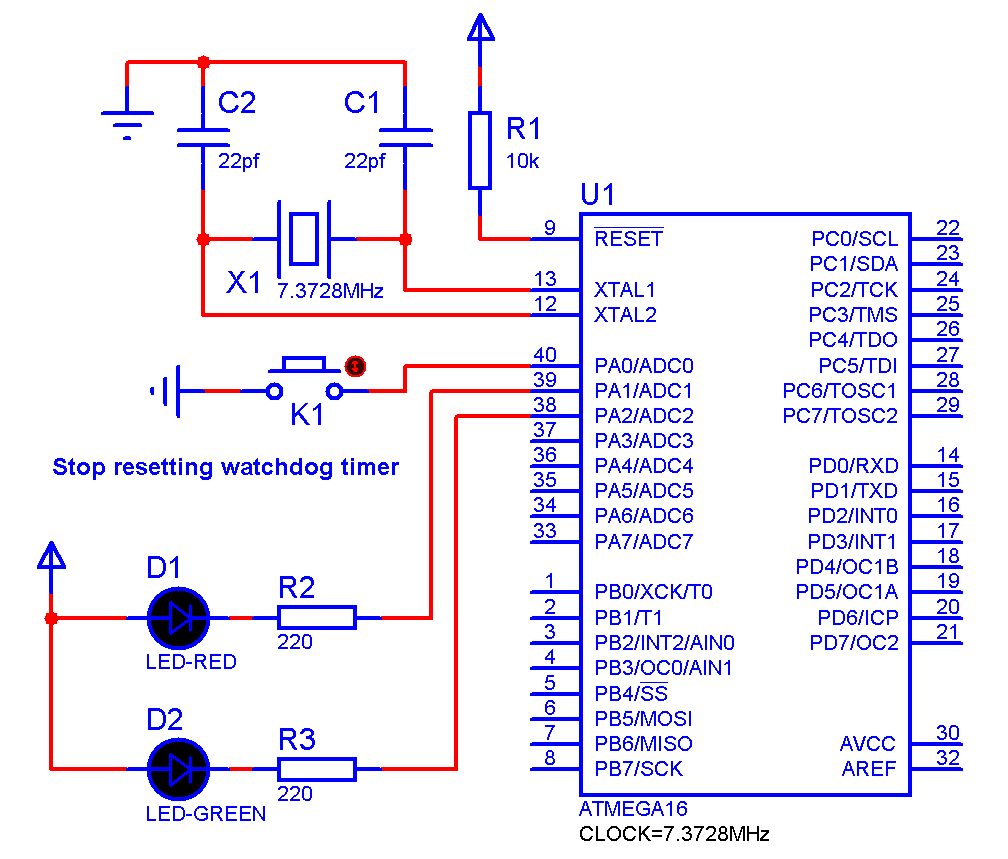 C2
22pf
C1
22pf
R1
10k
X1
7.3728MHz
K1
Stop resetting watchdog timer
D1
LED-RED
R2
220
D2
LED-GREEN
R3
220
U1
9 RESET
13 XTAL1
12 XTAL2
40 PA0/ADC0
39 PA1/ADC1
38 PA2/ADC2
37 PA3/ADC3
36 PA4/ADC4
35 PA5/ADC5
34 PA6/ADC6
33 PA7/ADC7
1 PB0/XCK/T0
2 PB1/T1
3 PB2/INT2/AIN0
4 PB3/OC0/AIN1
5 PB4/SS
6 PB5/MOSI
7 PB6/MISO
8 PB7/SCK
PC0/SCL 22
PC1/SDA 23
PC2/TCK 24
PC3/TMS 25
PC4/TDO 26
PC5/TDI 27
PC6/TOSC1 28
PC7/TOSC2 29
PD0/RXD 14
PD1/TXD 15
PD2/INT0 16
PD3/INT1 17
PD4/OC1B 18
PD5/OC1A 19
PD6/ICP 20
PD7/OC2 21
AVCC 30
AREF 32
ATMEGA16
CLOCK=7.3728MHz